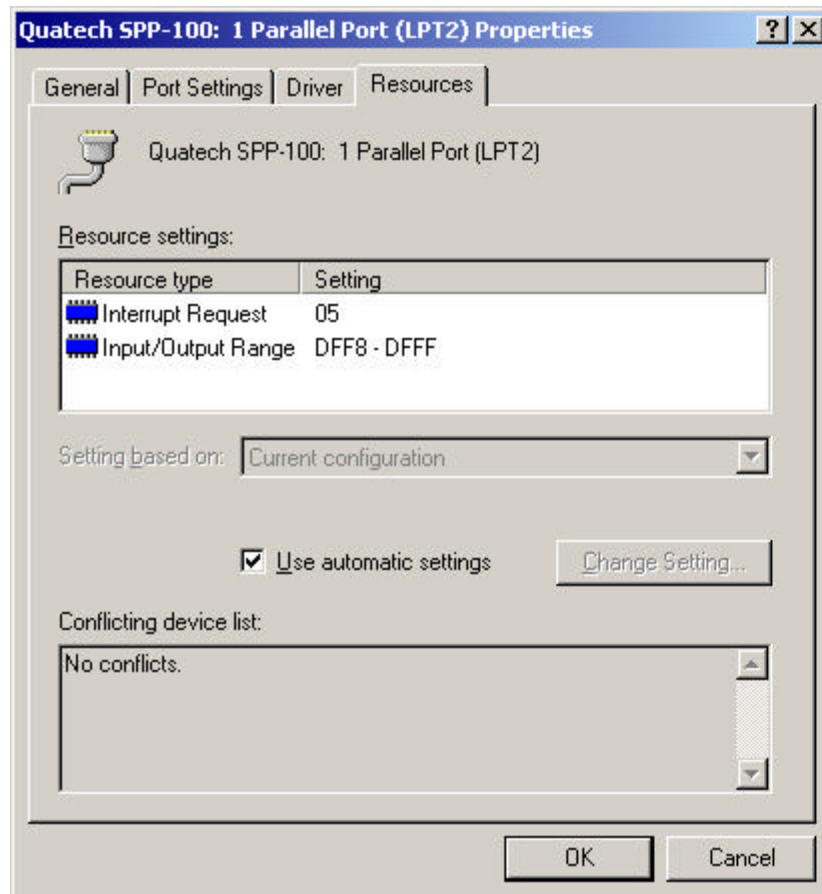 Quatech SPP-100: 1 Parallel Port (LPT2) Properties
General Port Settings Driver Resources
Quatech SPP-100: 1 Parallel Port (LPT2)
Resource settings:
Resource type Setting
Interrupt Request 05
Input/Output Range DFF8 - DFFF
Setting based on: Current configuration
Use automatic settings Change Setting...
Conflicting device list:
No conflicts.
OK Cancel